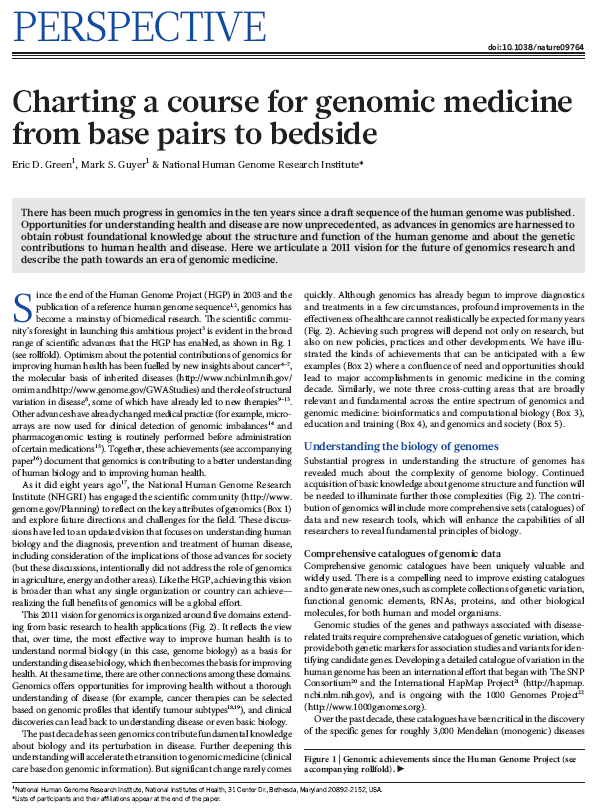 PERSPECTIVE
doi:10.1038/nature09764
Charting a course for genomic medicine
from base pairs to bedside
Eric D. Green1, Mark S. Guyer1 & National Human Genome Research Institute*
There has been much progress in genomics in the ten years since a draft sequence of the human genome was published.
Opportunities for understanding health and disease are now unprecedented, as advances in genomics are harnessed to
obtain robust foundational knowledge about the structure and function of the human genome and about the genetic
contributions to human health and disease. Here we articulate a 2011 vision for the future of genomics research and
describe the path towards an era of genomic medicine.
Since the end of the Human Genome Project (HGP) in 2003 and the
publication of a reference human genome sequence1,2, genomics has
become a mainstay of biomedical research. The scientific commu-
nity's foresight in launching this ambitious project3 is evident in the broad
range of scientific advances that the HGP has enabled, as shown in Fig. 1
(see rollfold). Optimism about the potential contributions of genomics for
improving human health has been fuelled by new insights about cancer4–7,
the molecular basis of inherited diseases (http://www.ncbi.nlm.nih.gov/
omim and http://www.genome.gov/GWAStudies) and the role of structural
variation in disease8, some of which have already led to new therapies9–13.
Other advances have already changed medical practice (for example, micro-
arrays are now used for clinical detection of genomic imbalances14 and
pharmacogenomic testing is routinely performed before administration
of certain medications15). Together, these achievements (see accompanying
paper16) document that genomics is contributing to a better understanding
of human biology and to improving human health.
As it did eight years ago17, the National Human Genome Research
Institute (NHGRI) has engaged the scientific community (http://www.
genome.gov/Planning) to reflect on the key attributes of genomics (Box 1)
and explore future directions and challenges for the field. These discus-
sions have led to an updated vision that focuses on understanding human
biology and the diagnosis, prevention and treatment of human disease,
including consideration of the implications of those advances for society
(but these discussions, intentionally did not address the role of genomics
in agriculture, energy and other areas). Like the HGP, achieving this vision
is broader than what any single organization or country can achieve—
realizing the full benefits of genomics will be a global effort.
This 2011 vision for genomics is organized around five domains extend-
ing from basic research to health applications (Fig. 2). It reflects the view
that, over time, the most effective way to improve human health is to
understand normal biology (in this case, genome biology) as a basis for
understanding disease biology, which then becomes the basis for improving
health. At the same time, there are other connections among these domains.
Genomics offers opportunities for improving health without a thorough
understanding of disease (for example, cancer therapies can be selected
based on genomic profiles that identify tumour subtypes18,19), and clinical
discoveries can lead back to understanding disease or even basic biology.
The past decade has seen genomics contribute fundamental knowledge
about biology and its perturbation in disease. Further deepening this
understanding will accelerate the transition to genomic medicine (clinical
care based on genomic information). But significant change rarely comes
quickly. Although genomics has already begun to improve diagnostics
and treatments in a few circumstances, profound improvements in the
effectiveness of healthcare cannot realistically be expected for many years
(Fig. 2). Achieving such progress will depend not only on research, but
also on new policies, practices and other developments. We have illu-
strated the kinds of achievements that can be anticipated with a few
examples (Box 2) where a confluence of need and opportunities should
lead to major accomplishments in genomic medicine in the coming
decade. Similarly, we note three cross-cutting areas that are broadly
relevant and fundamental across the entire spectrum of genomics and
genomic medicine: bioinformatics and computational biology (Box 3),
education and training (Box 4), and genomics and society (Box 5).
Understanding the biology of genomes
Substantial progress in understanding the structure of genomes has
revealed much about the complexity of genome biology. Continued
acquisition of basic knowledge about genome structure and function will
be needed to illuminate further those complexities (Fig. 2). The contri-
bution of genomics will include more comprehensive sets (catalogues) of
data and new research tools, which will enhance the capabilities of all
researchers to reveal fundamental principles of biology.
Comprehensive catalogues of genomic data
Comprehensive genomic catalogues have been uniquely valuable and
widely used. There is a compelling need to improve existing catalogues
and to generate new ones, such as complete collections of genetic variation,
functional genomic elements, RNAs, proteins, and other biological
molecules, for both human and model organisms.
Genomic studies of the genes and pathways associated with disease-
related traits require comprehensive catalogues of genetic variation, which
provide both genetic markers for association studies and variants for iden-
tifying candidate genes. Developing a detailed catalogue of variation in the
human genome has been an international effort that began with The SNP
Consortium20 and the International HapMap Project21 (http://hapmap.
ncbi.nlm.nih.gov), and is ongoing with the 1000 Genomes Project22
(http://www.1000genomes.org).
Over the past decade, these catalogues have been critical in the discovery
of the specific genes for roughly 3,000 Mendelian (monogenic) diseases
Figure 1 | Genomic achievements since the Human Genome Project (see
accompanying rollfold). ▶
1National Human Genome Research Institute, National Institutes of Health, 31 Center Dr., Bethesda, Maryland 20892-2152, USA.
*Lists of participants and their affiliations appear at the end of the paper.